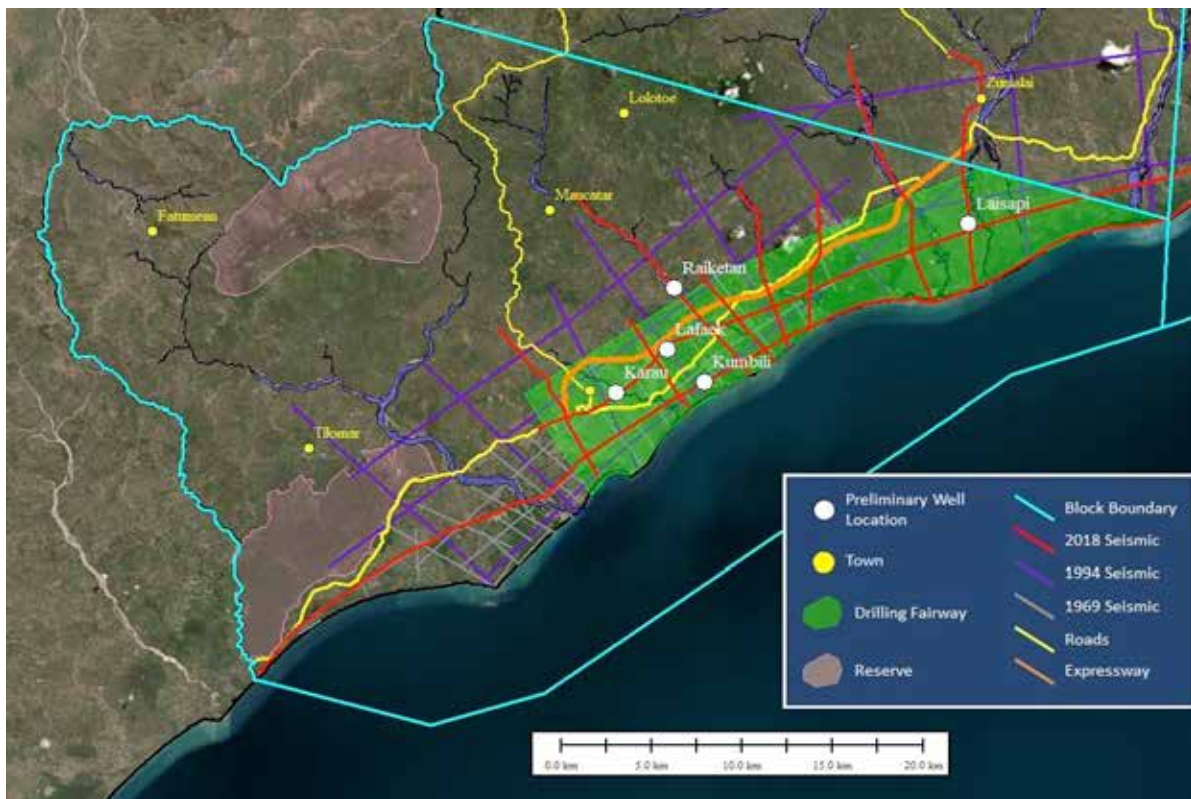 Zumalai
Lolotoe
Maucatar
Fatumean
Laisapi
Raiketan
Lafaek
Kumbili
Karau
Tilomar
Preliminary Well
Location
Town
Drilling Fairway
Reserve
Block Boundary
2018 Seismic
1994 Seismic
1969 Seismic
Roads
Expressway
0.0 km 5.0 km 10.0 km 15.0 km 20.0 km